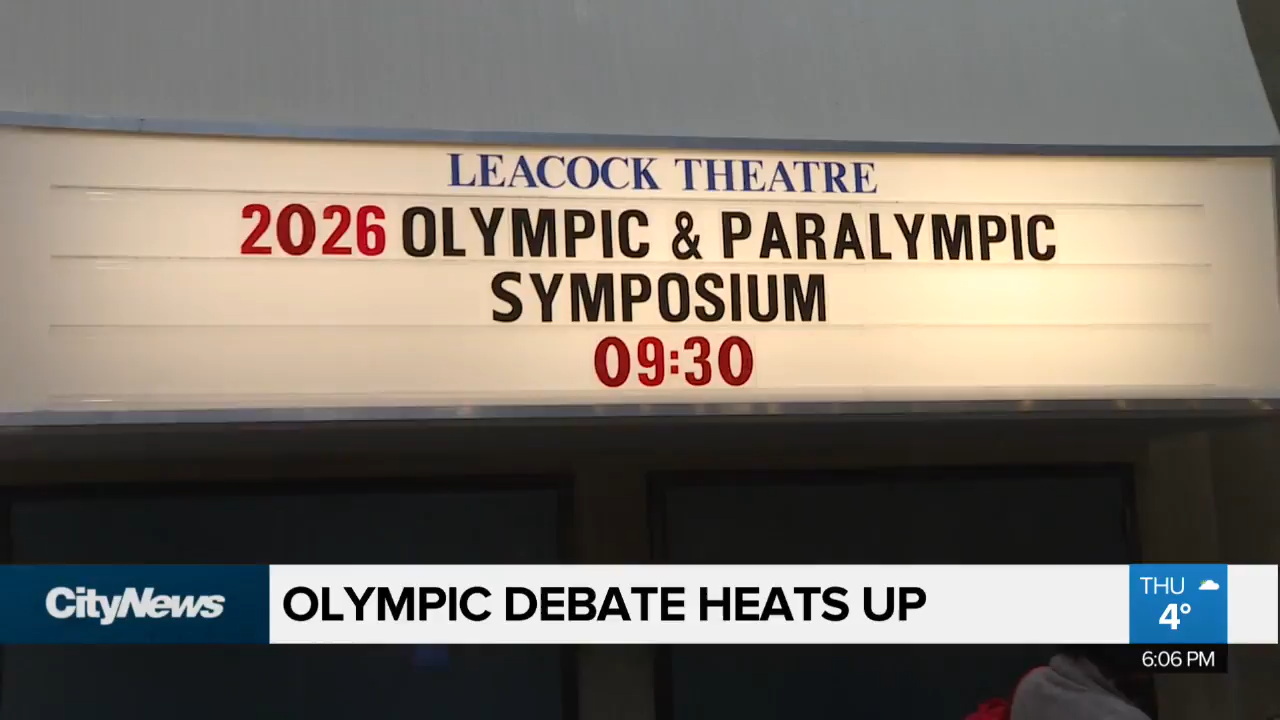 LEACOCK THEATRE
2026 OLYMPIC & PARALYMPIC
SYMPOSIUM
09:30
CityNews
OLYMPIC DEBATE HEATS UP
THU
4°
6:06 PM